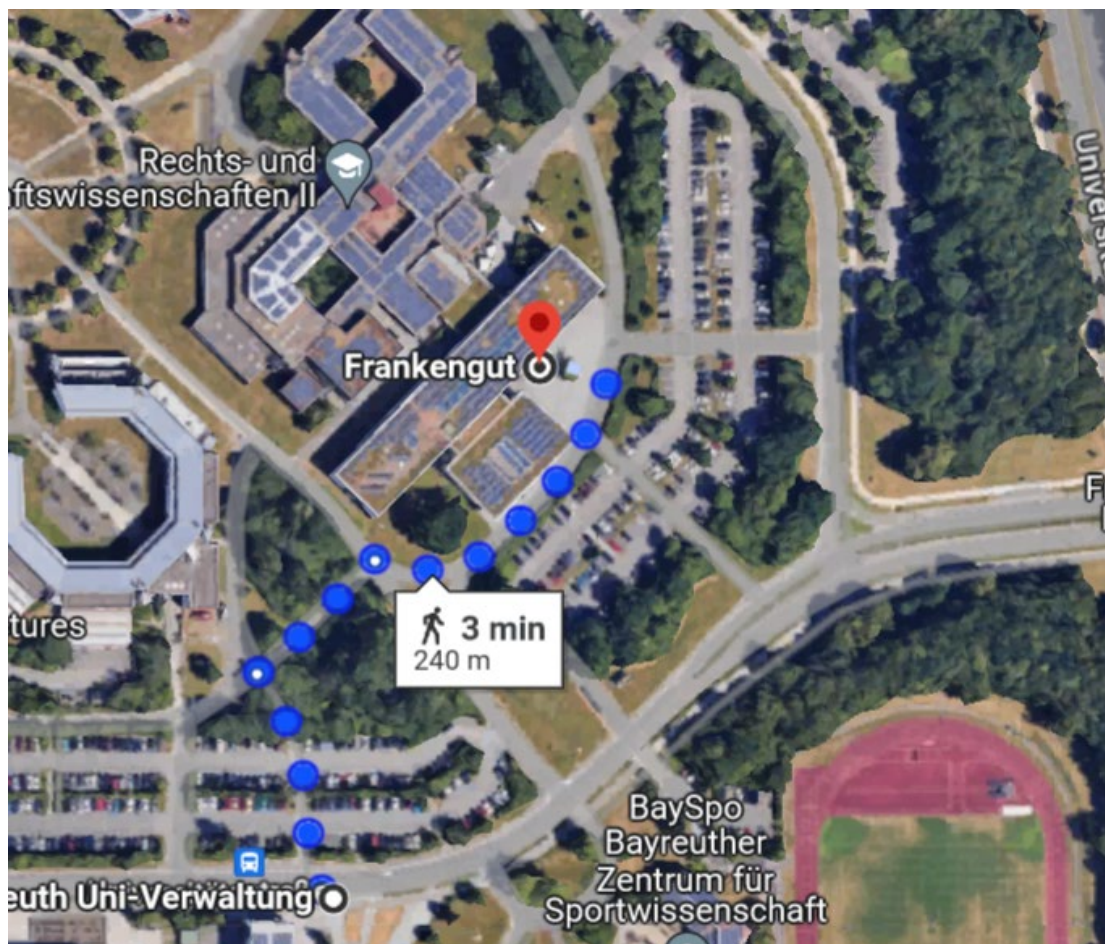 Rechts- und
ftswissenschaften II
Frankengut
tures
3 min
240 m
BaySpo
Bayreuther
Zentrum für
Sportwissenschaft
euth Uni-Verwaltung